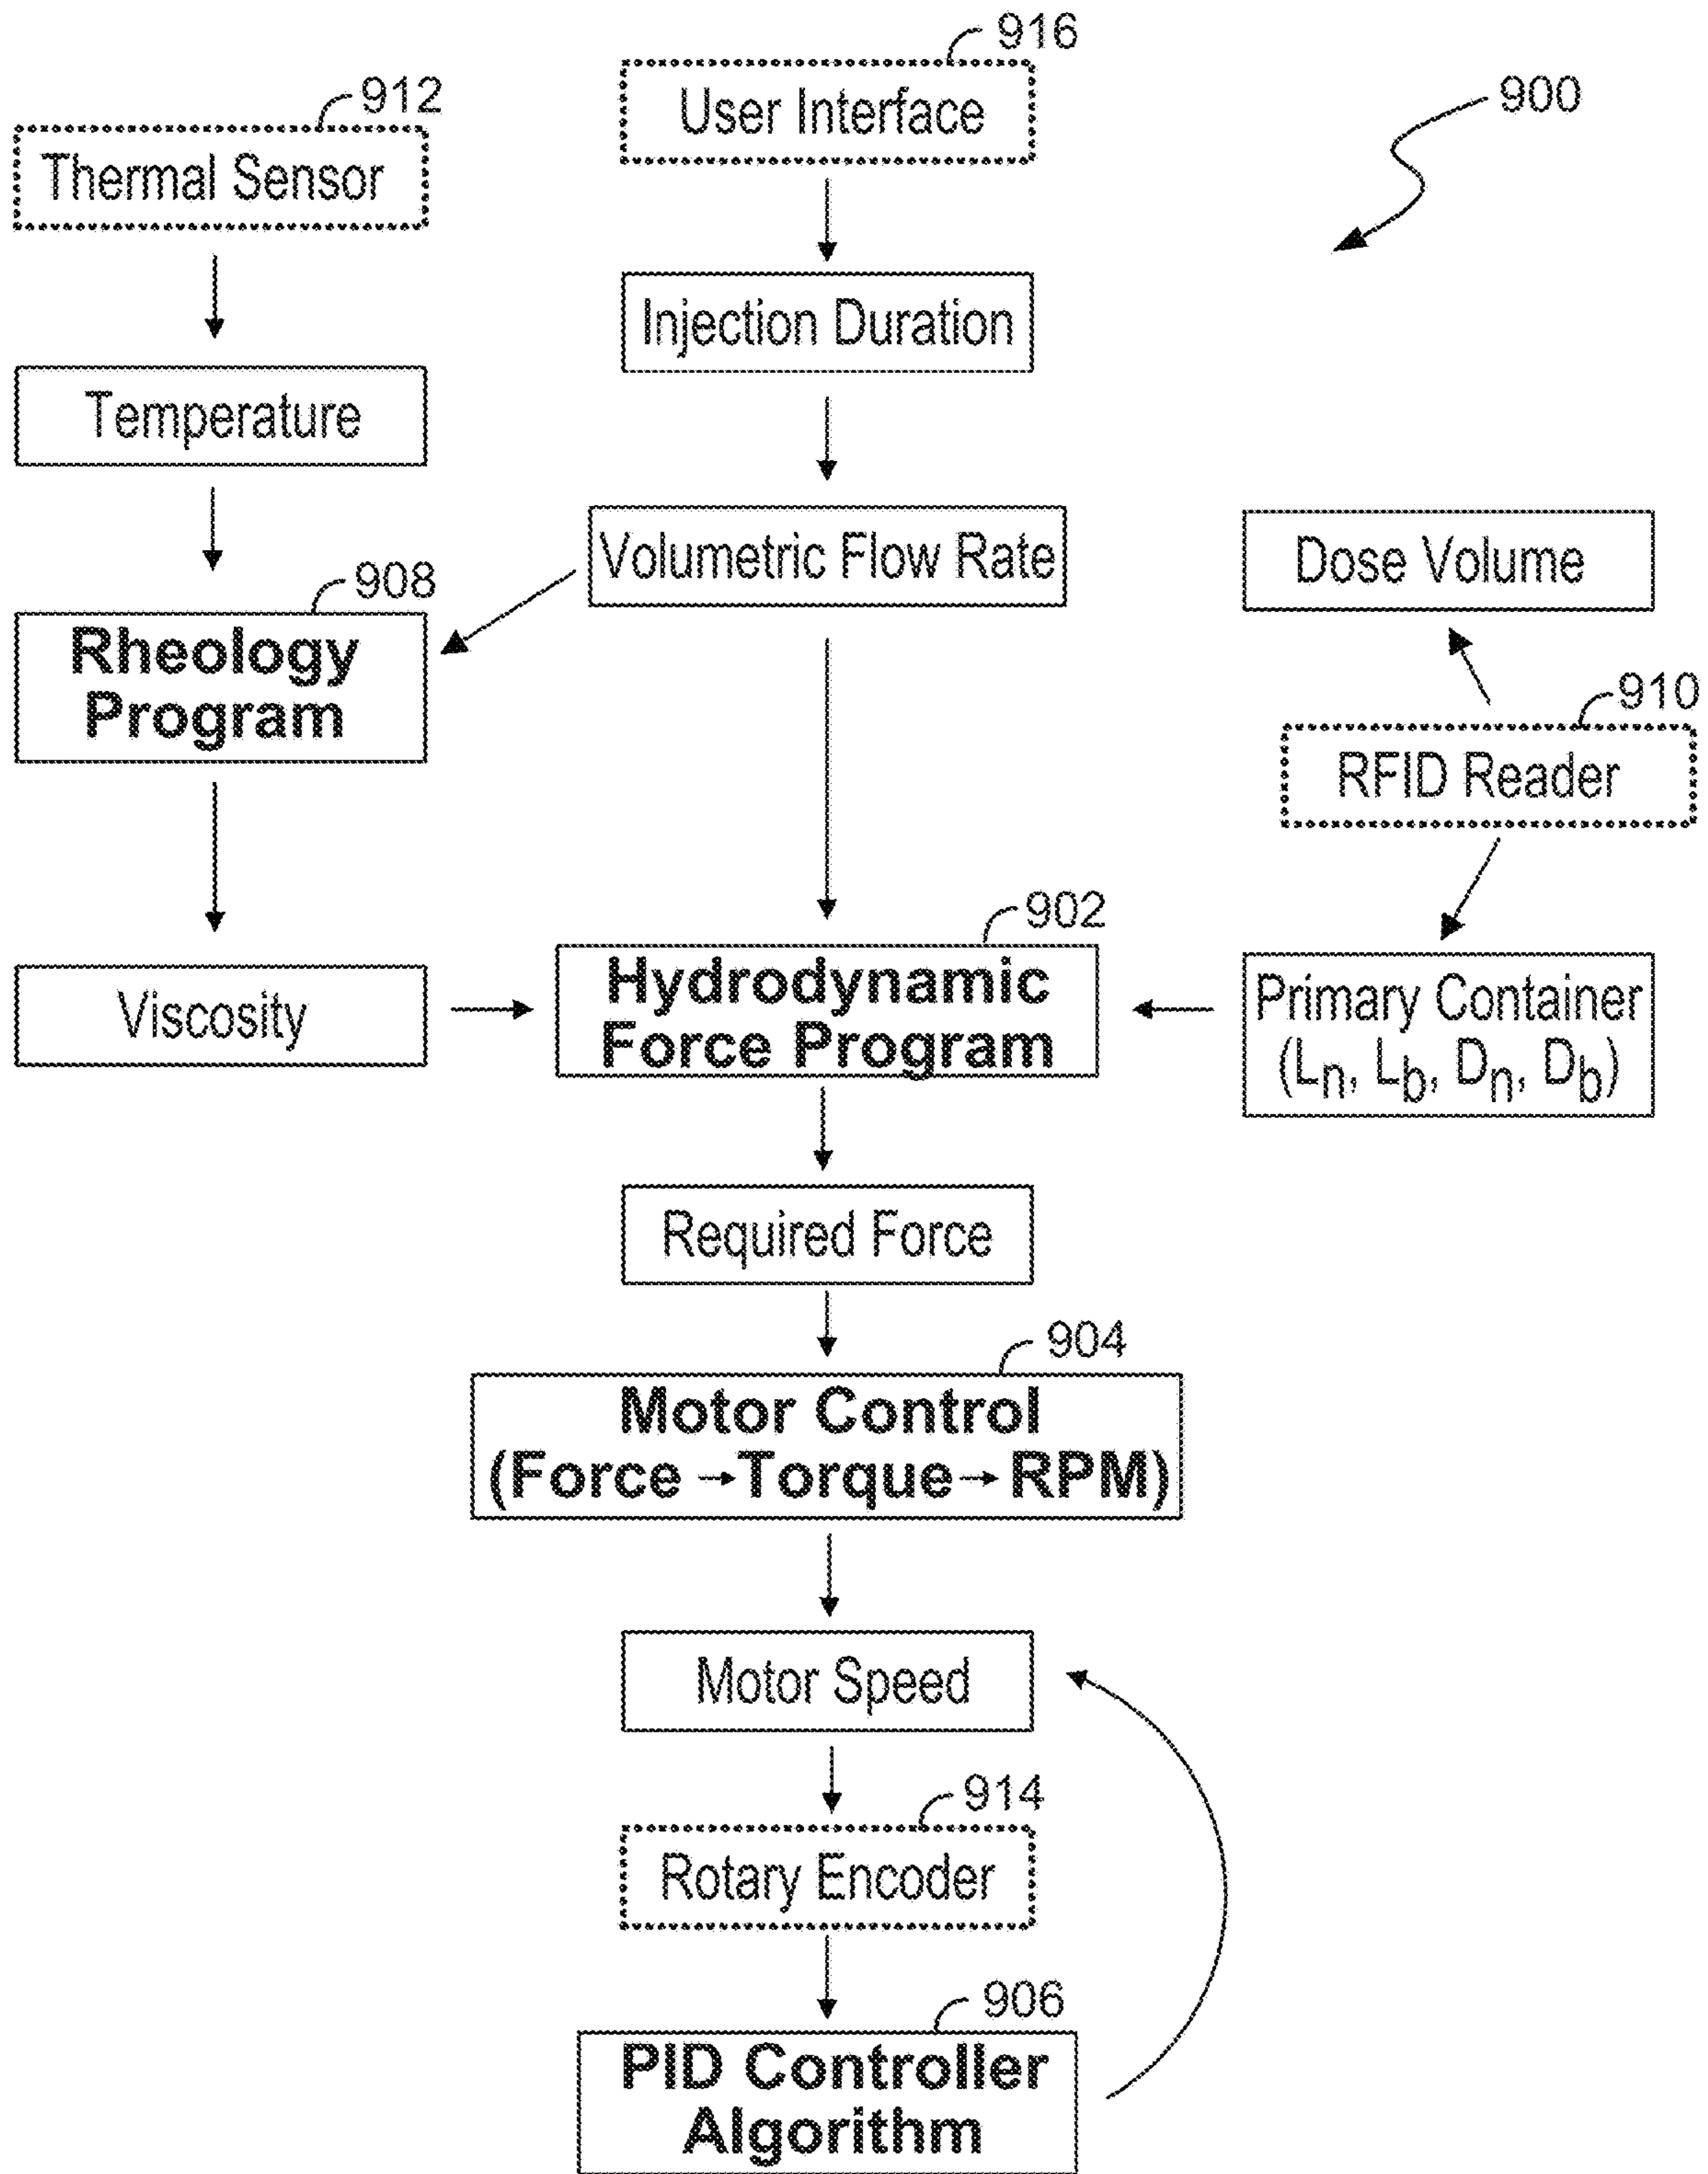 916
User Interface
900
912
Thermal Sensor
Injection Duration
Temperature
Volumetric Flow Rate
Dose Volume
908
Rheology
Program
910
RFID Reader
902
Viscosity
Hydrodynamic
Force Program
Primary Container
(Ln, Lb, Dn, Db)
Required Force
904
Motor Control
(Force → Torque → RPM)
Motor Speed
914
Rotary Encoder
906
PID Controller
Algorithm